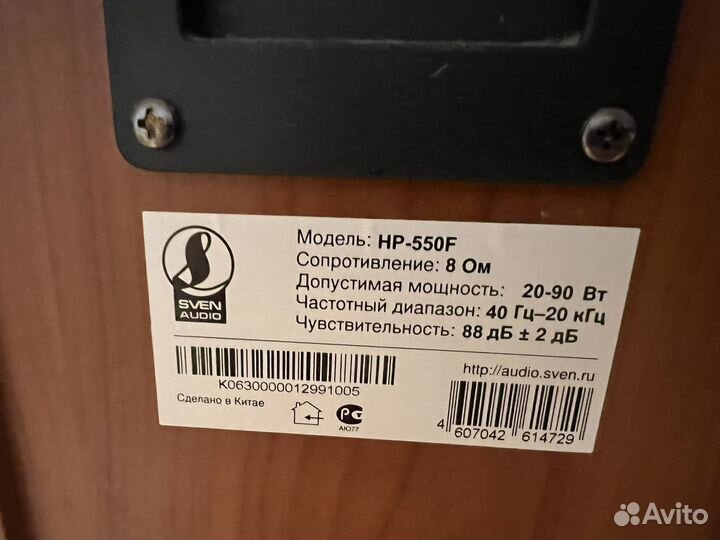 SVEN
AUDIO
Модель: HP-550F
Сопротивление: 8 Ом
Допустимая мощность: 20-90 Вт
Частотный диапазон: 40 Гц–20 кГц
Чувствительность: 88 дБ ± 2 дБ
K0630000012991005
Сделано в Китае
АЮ77
http://audio.sven.ru
4 607042 614729
Avito